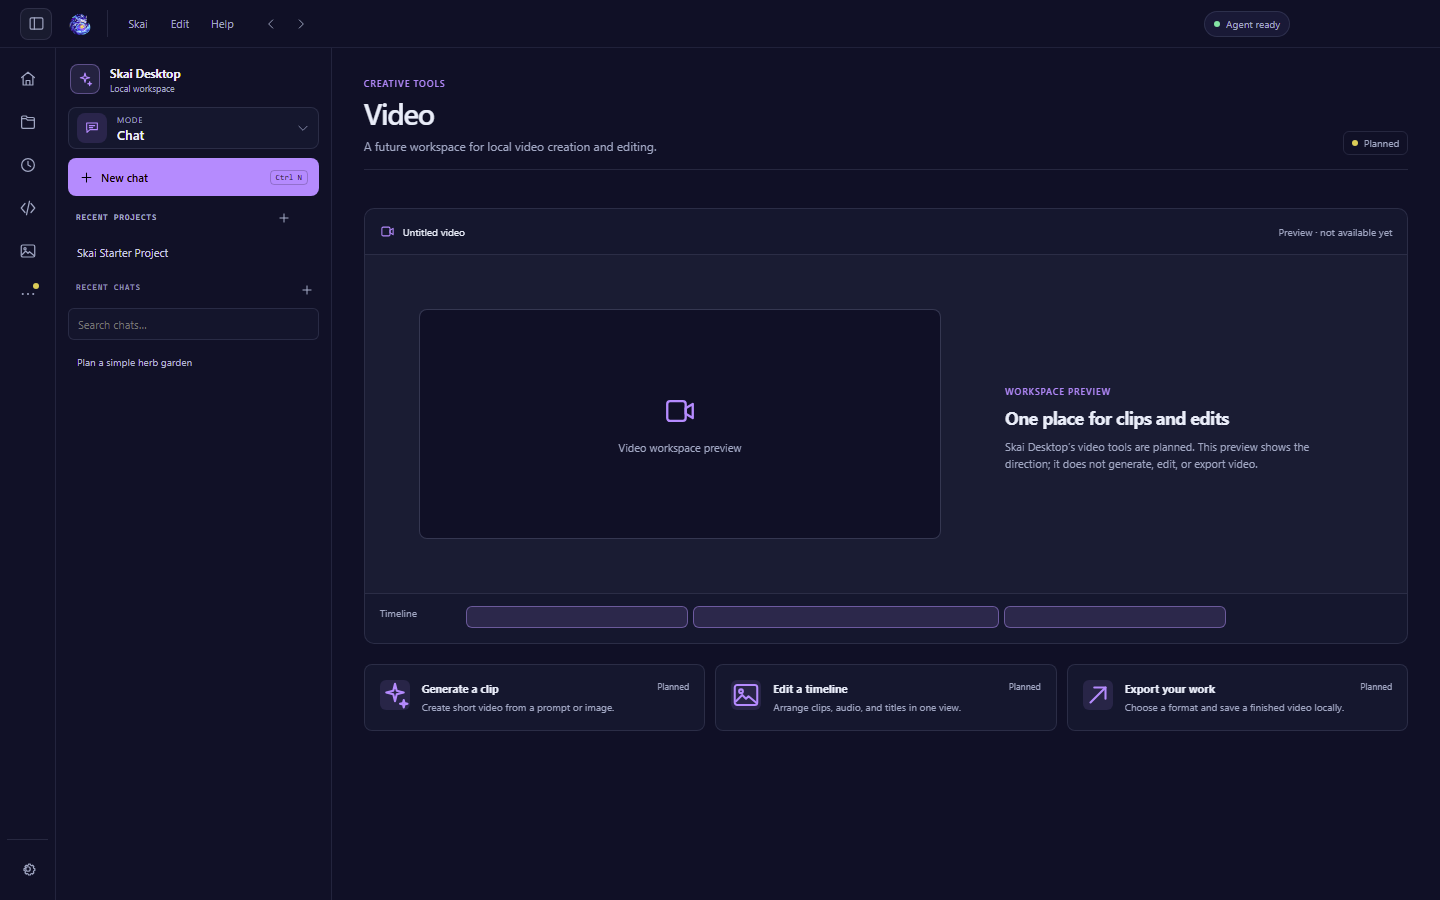 Skai
Edit
Help
Agent ready
Skai Desktop
Local workspace
MODE
Chat
New chat
Ctrl N
RECENT PROJECTS
Skai Starter Project
RECENT CHATS
Search chats...
Plan a simple herb garden
CREATIVE TOOLS
Video
A future workspace for local video creation and editing.
Planned
Untitled video
Preview · not available yet
Video workspace preview
WORKSPACE PREVIEW
One place for clips and edits
Skai Desktop's video tools are planned. This preview shows the
direction; it does not generate, edit, or export video.
Timeline
Generate a clip
Planned
Create short video from a prompt or image.
Edit a timeline
Planned
Arrange clips, audio, and titles in one view.
Export your work
Planned
Choose a format and save a finished video locally.